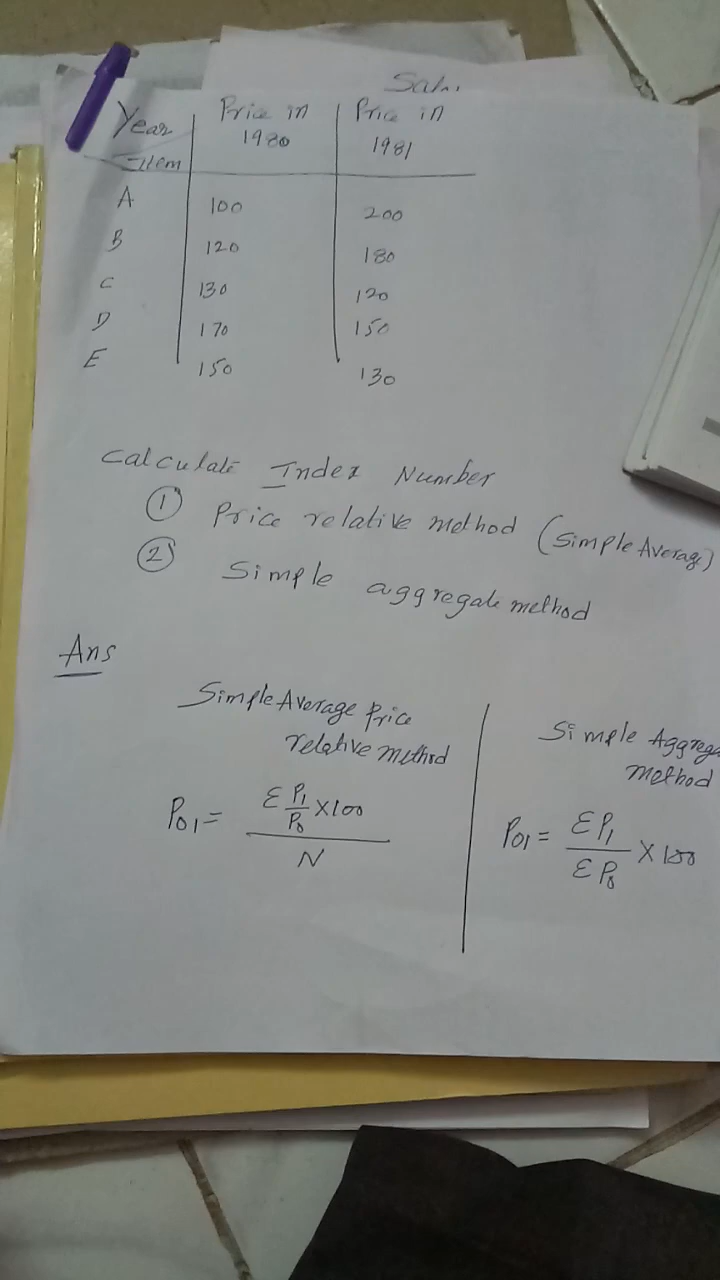 Year
Item
Price in
1980
Price in
1981
A 100 200
B 120 180
C 130 120
D 170 150
E 150 130
Calculate Index Number
① Price relative method (Simple Average)
② Simple aggregate method
Ans
Simple Average Price
relative method
P01 = Σ P1/P0 ×100 / N
Simple Aggrega
method
P01 = ΣP1 / ΣP0 × 100